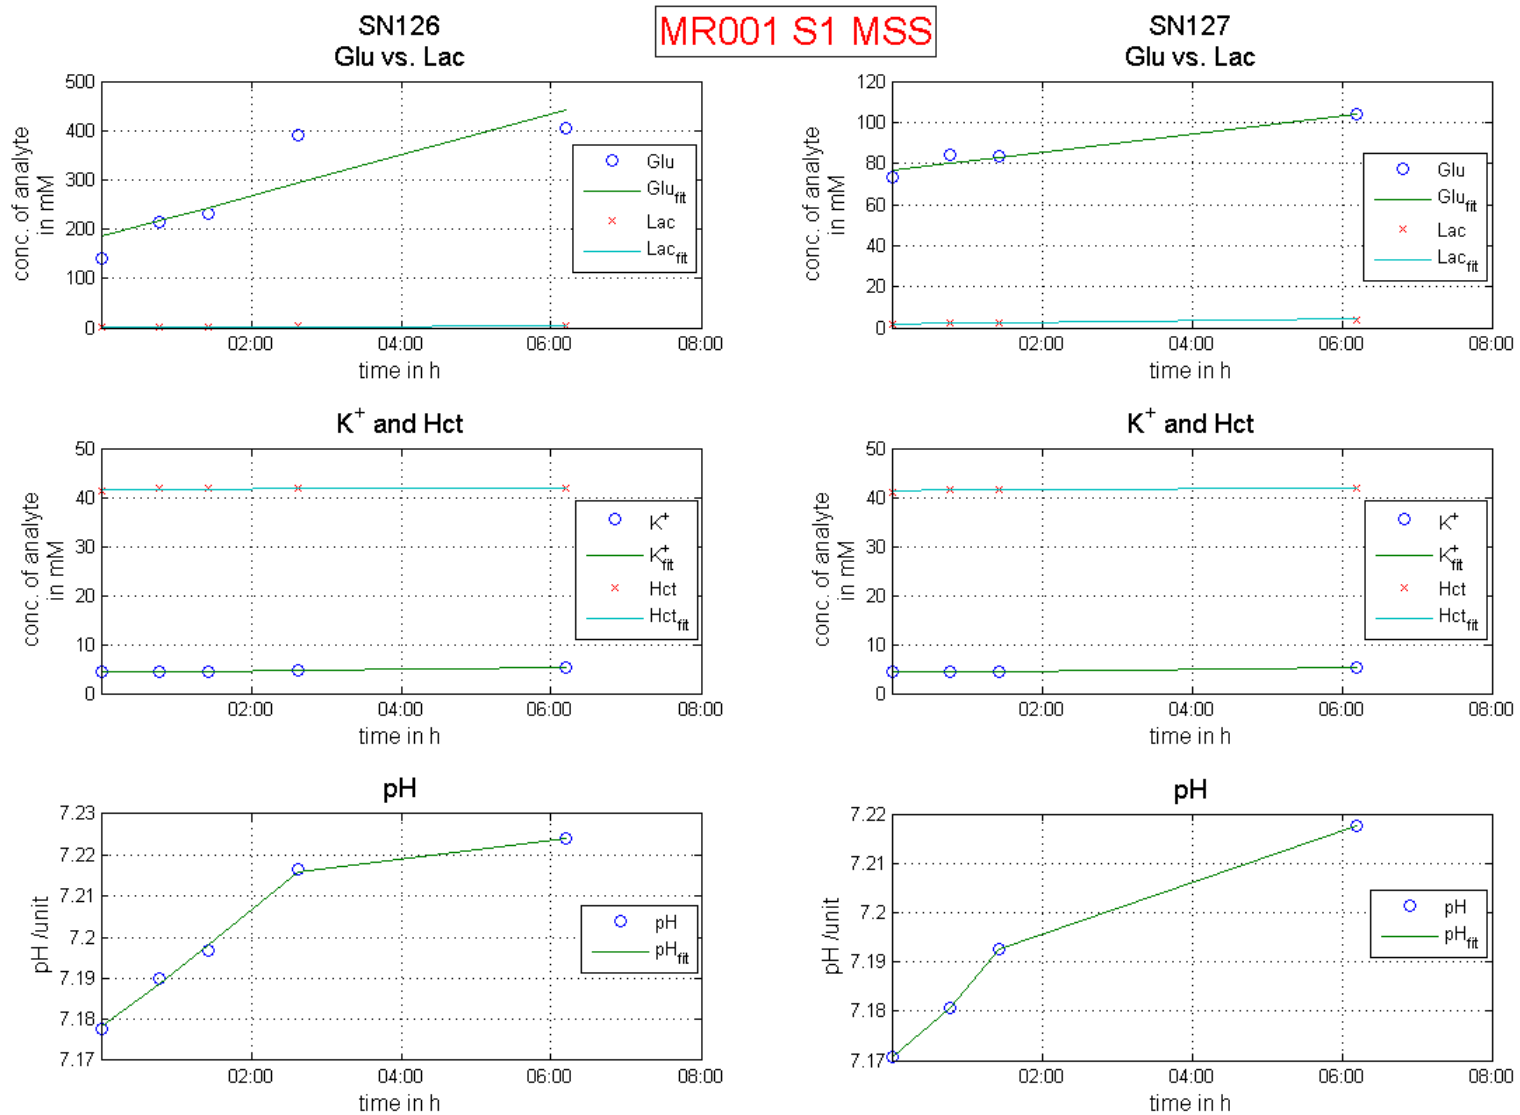 MR001 S1 MSS
SN126
Glu vs. Lac
500
400
300
200
100
0
conc. of analyte
in mM
02:00 04:00 06:00 08:00
time in h
Glu
Glu_fit
Lac
Lac_fit
SN127
Glu vs. Lac
120
100
80
60
40
20
0
conc. of analyte
in mM
02:00 04:00 06:00 08:00
time in h
Glu
Glu_fit
Lac
Lac_fit
K⁺ and Hct
50
40
30
20
10
0
conc. of analyte
in mM
02:00 04:00 06:00 08:00
time in h
K⁺
K⁺_fit
Hct
Hct_fit
K⁺ and Hct
50
40
30
20
10
0
conc. of analyte
in mM
02:00 04:00 06:00 08:00
time in h
K⁺
K⁺_fit
Hct
Hct_fit
pH
7.23
7.22
7.21
7.2
7.19
7.18
7.17
pH /unit
02:00 04:00 06:00 08:00
time in h
pH
pH_fit
pH
7.22
7.21
7.2
7.19
7.18
7.17
pH /unit
02:00 04:00 06:00 08:00
time in h
pH
pH_fit